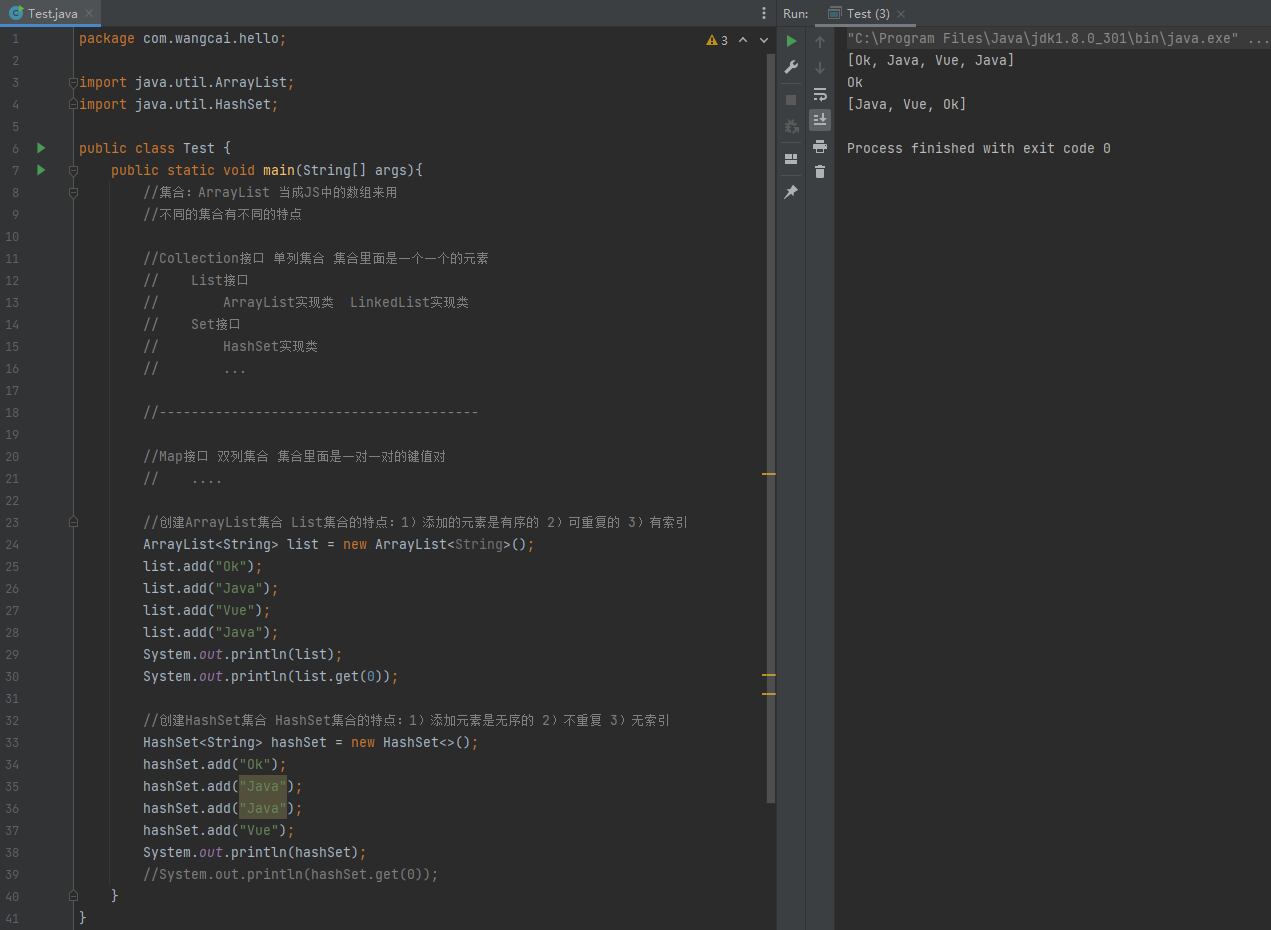 Test.java
Run: Test (3)
3
1 package com.wangcai.hello;
2
3 import java.util.ArrayList;
4 import java.util.HashSet;
5
6 public class Test {
7     public static void main(String[] args){
8         //集合：ArrayList 当成JS中的数组来用
9         //不同的集合有不同的特点
10
11         //Collection接口 单列集合 集合里面是一个一个的元素
12         //    List接口
13         //        ArrayList实现类  LinkedList实现类
14         //    Set接口
15         //        HashSet实现类
16         //        ...
17
18         //----------------------------------------
19
20         //Map接口 双列集合 集合里面是一对一对的键值对
21         //    ....
22
23         //创建ArrayList集合 List集合的特点：1）添加的元素是有序的 2）可重复的 3）有索引
24         ArrayList<String> list = new ArrayList<String>();
25         list.add("Ok");
26         list.add("Java");
27         list.add("Vue");
28         list.add("Java");
29         System.out.println(list);
30         System.out.println(list.get(0));
31
32         //创建HashSet集合 HashSet集合的特点：1）添加元素是无序的 2）不重复 3）无索引
33         HashSet<String> hashSet = new HashSet<>();
34         hashSet.add("Ok");
35         hashSet.add("Java");
36         hashSet.add("Java");
37         hashSet.add("Vue");
38         System.out.println(hashSet);
39         //System.out.println(hashSet.get(0));
40     }
41 }
"C:\Program Files\Java\jdk1.8.0_301\bin\java.exe" ...
[Ok, Java, Vue, Java]
Ok
[Java, Vue, Ok]
Process finished with exit code 0